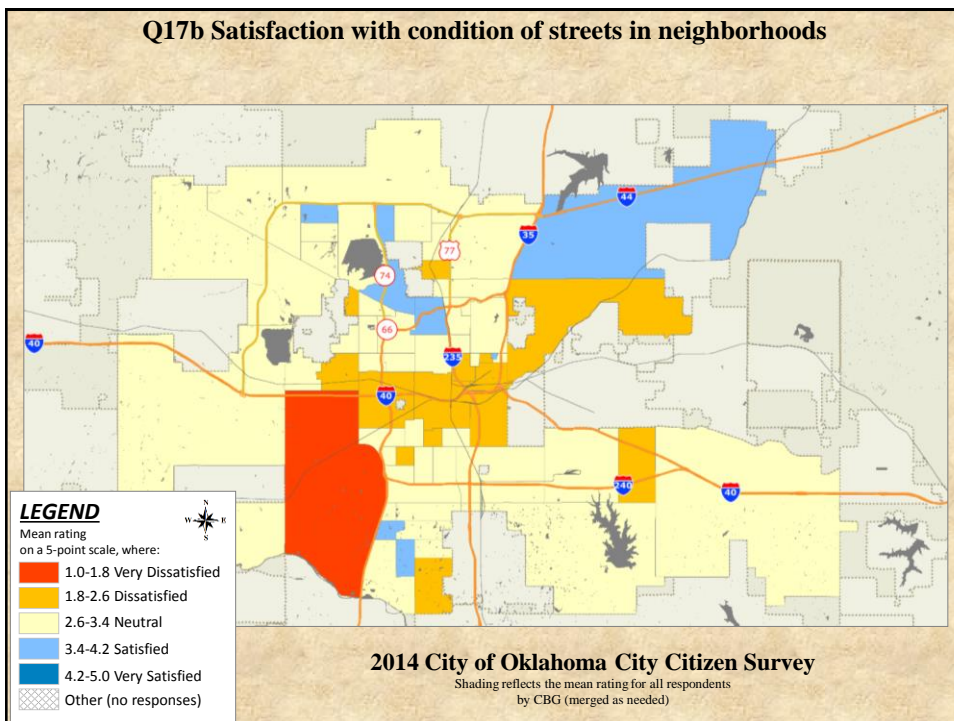 Q17b Satisfaction with condition of streets in neighborhoods
44
35
77
74
66
40
235
40
240
40
LEGEND
N
W E
S
Mean rating
on a 5-point scale, where:
1.0-1.8 Very Dissatisfied
1.8-2.6 Dissatisfied
2.6-3.4 Neutral
3.4-4.2 Satisfied
4.2-5.0 Very Satisfied
Other (no responses)
2014 City of Oklahoma City Citizen Survey
Shading reflects the mean rating for all respondents
by CBG (merged as needed)